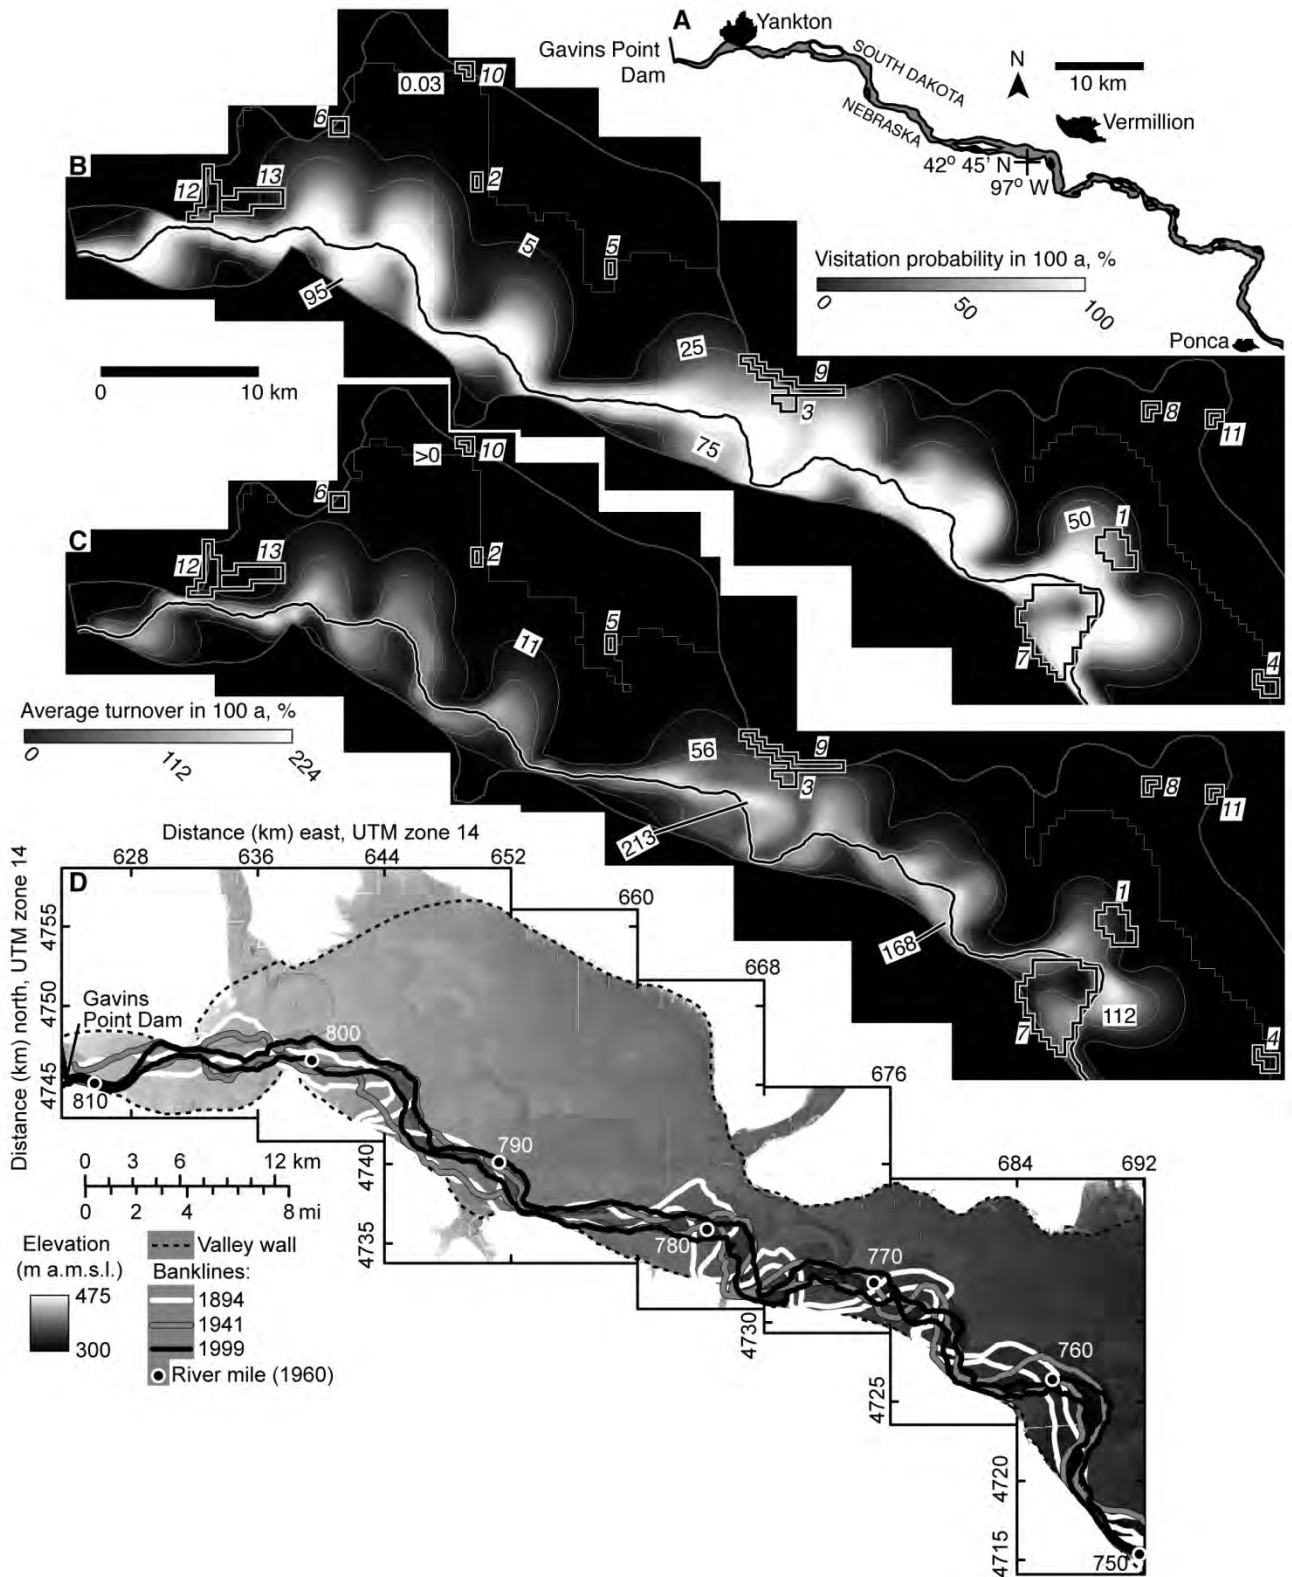 A
Yankton
Gavins Point
Dam
SOUTH DAKOTA
NEBRASKA
N
10 km
Vermillion
42° 45' N
97° W
Ponca
Visitation probability in 100 a, %
0
50
100
B
0.03
10
6
12
13
2
5
5
95
25
9
3
75
8
11
50
1
7
4
0
10 km
C
>0
10
6
12
13
2
5
11
56
9
3
213
8
11
168
1
112
7
4
Average turnover in 100 a, %
0
112
224
D
Distance (km) east, UTM zone 14
628
636
644
652
660
668
676
684
692
Distance (km) north, UTM zone 14
4755
4750
4745
4740
4735
4730
4725
4720
4715
Gavins
Point Dam
810
800
790
780
770
760
750
0 3 6 12 km
0 2 4 8 mi
Elevation
(m a.m.s.l.)
475
300
Valley wall
Banklines:
1894
1941
1999
River mile (1960)